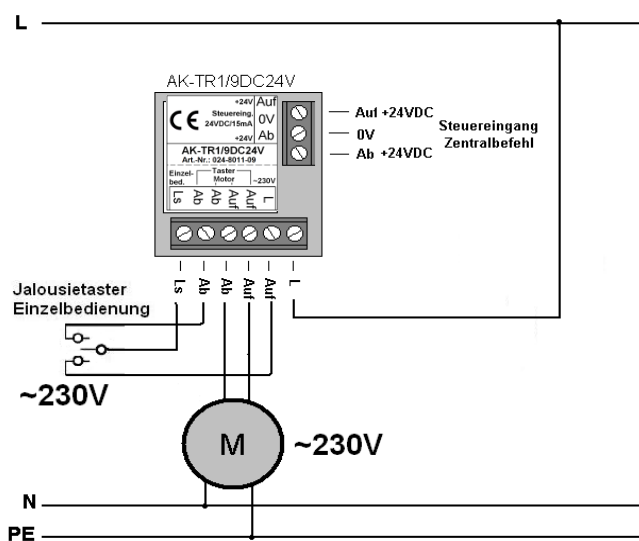 L
AK-TR1/9DC24V
+24V Auf
Steuereing. 0V
24VDC/15mA
+24V Ab
CE
AK-TR1/9DC24V
Art.-Nr.: 024-8011-09
Einzel- Taster
bed. Motor ~230V
Ls Ab Ab Auf Auf L
Auf +24VDC
0V
Ab +24VDC
Steuereingang
Zentralbefehl
Ls Ab Ab Auf Auf L
Jalousietaster
Einzelbedienung
~230V
M ~230V
N
PE